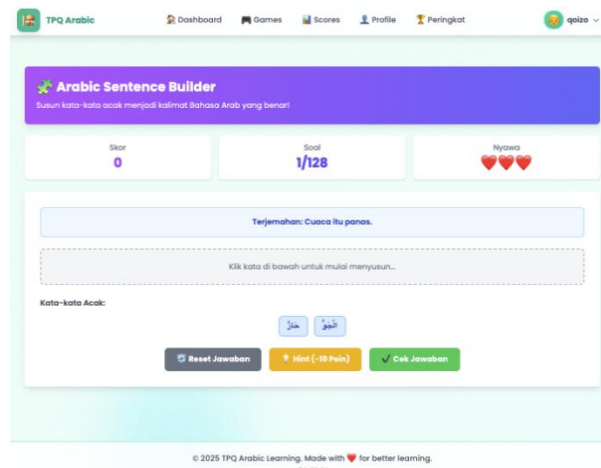 TPQ Arabic Dashboard Games Scores Profile Peringkat qoizo
Arabic Sentence Builder
Susun kata-kata acak menjadi kalimat Bahasa Arab yang benar!
Skor Soal Nyawa
0 1/128
Terjemahan: Cuaca itu panas.
Klik kata di bawah untuk mulai menyusun...
Kata-kata Acak:
الْجَوُّ حَارٌّ
Reset Jawaban Hint (-10 Poin) Cek Jawaban
© 2025 TPQ Arabic Learning. Made with ❤️ for better learning.